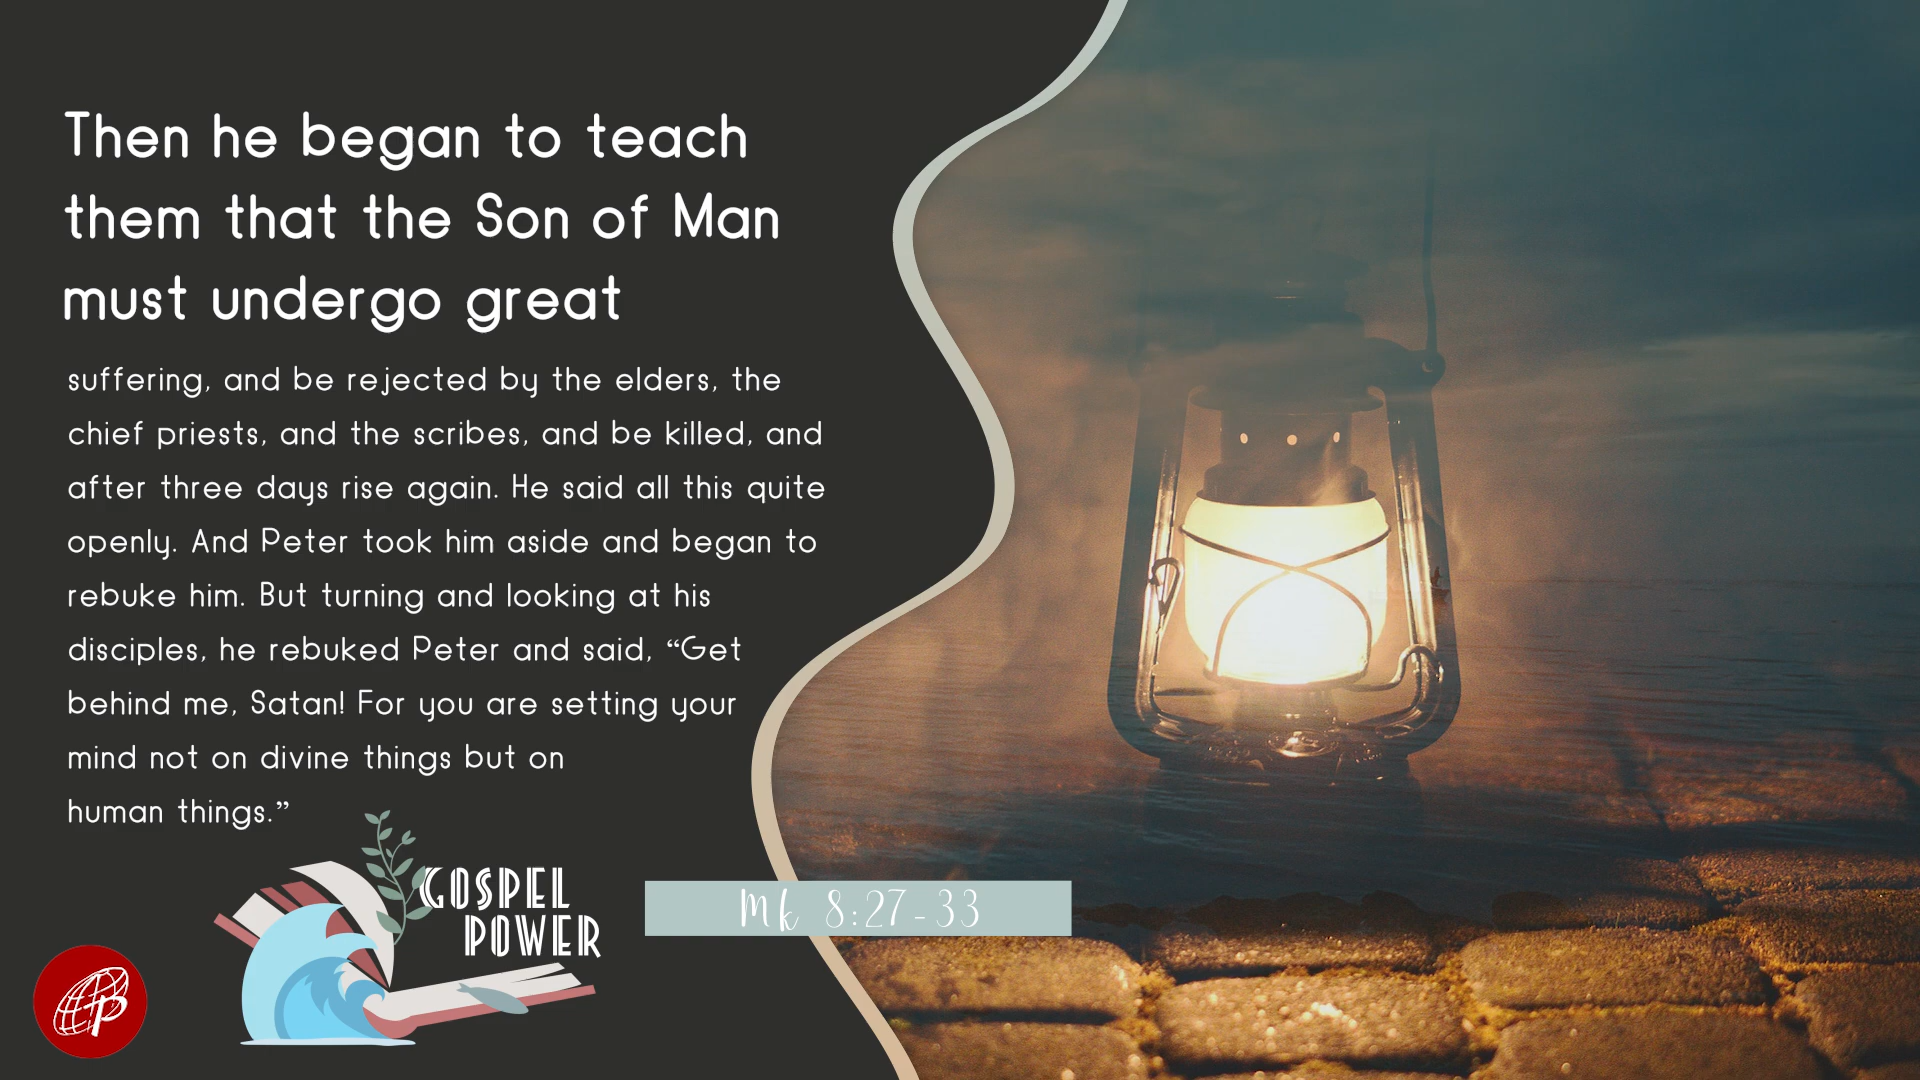 Then he began to teach
them that the Son of Man
must undergo great
suffering, and be rejected by the elders, the
chief priests, and the scribes, and be killed, and
after three days rise again. He said all this quite
openly. And Peter took him aside and began to
rebuke him. But turning and looking at his
disciples, he rebuked Peter and said, “Get
behind me, Satan! For you are setting your
mind not on divine things but on
human things.”
GOSPEL
POWER
Mk 8:27-33